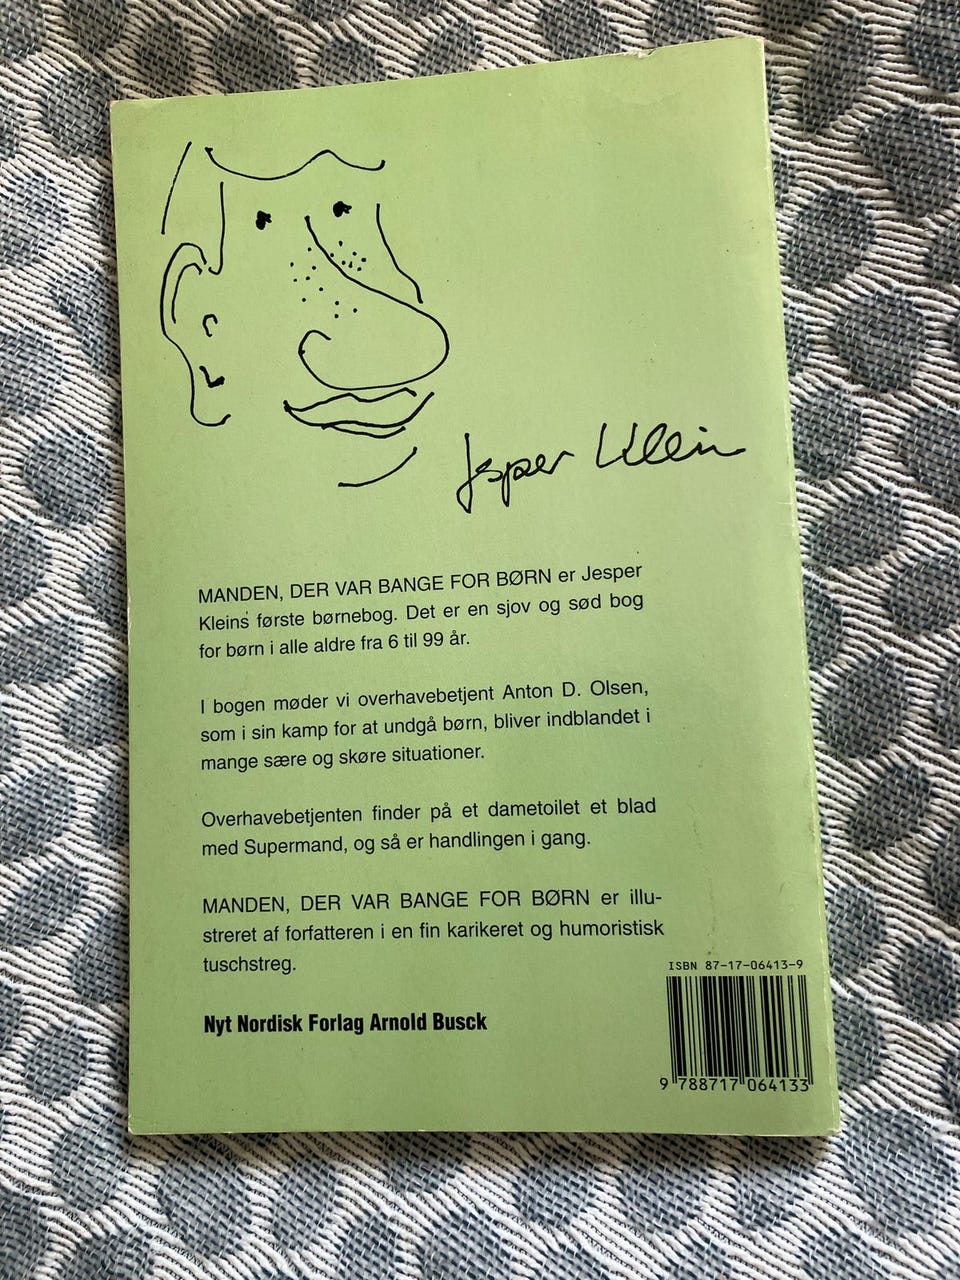 Jesper Klein
MANDEN, DER VAR BANGE FOR BØRN er Jesper
Kleins første børnebog. Det er en sjov og sød bog
for børn i alle aldre fra 6 til 99 år.
I bogen møder vi overhavebetjent Anton D. Olsen,
som i sin kamp for at undgå børn, bliver indblandet i
mange sære og skøre situationer.
Overhavebetjenten finder på et dametoilet et blad
med Supermand, og så er handlingen i gang.
MANDEN, DER VAR BANGE FOR BØRN er illu-
streret af forfatteren i en fin karikeret og humoristisk
tuschstreg.
Nyt Nordisk Forlag Arnold Busck
ISBN 87-17-06413-9
9 788717 064133